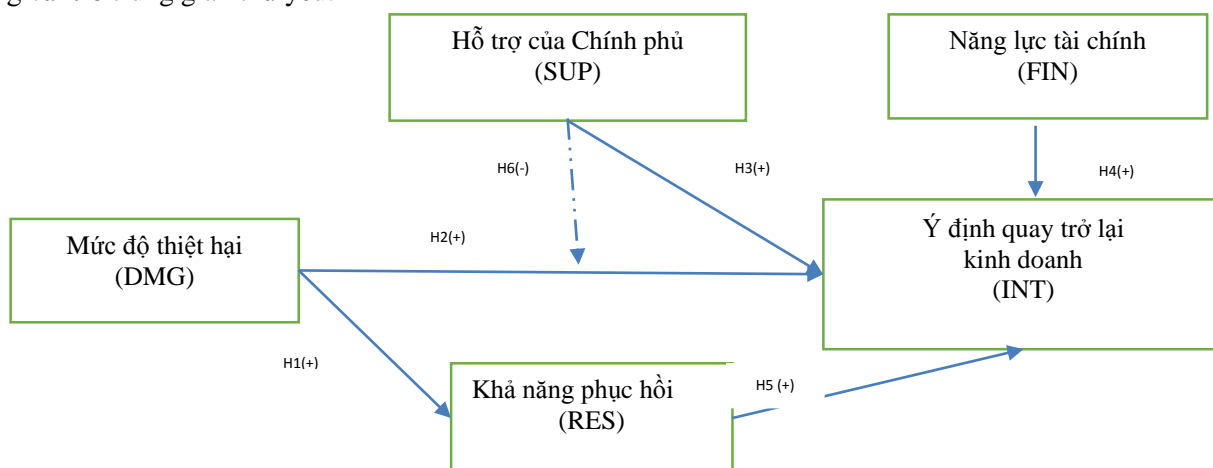 Hỗ trợ của Chính phủ
(SUP)
Năng lực tài chính
(FIN)
H6(-)
H3(+)
H4(+)
Mức độ thiệt hại
(DMG)
H2(+)
Ý định quay trở lại
kinh doanh
(INT)
H1(+)
Khả năng phục hồi
(RES)
H5 (+)